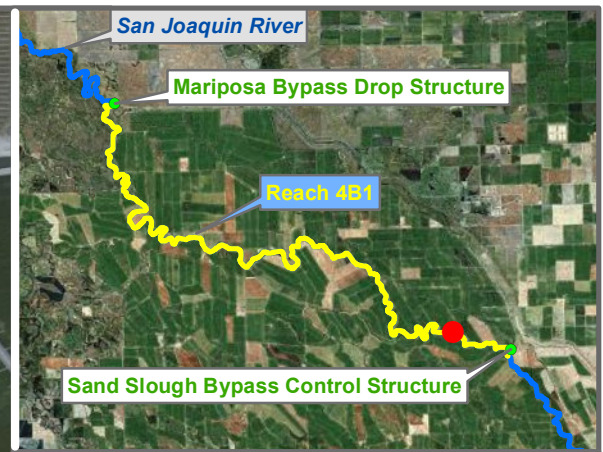 San Joaquin River
Mariposa Bypass Drop Structure
Reach 4B1
Sand Slough Bypass Control Structure